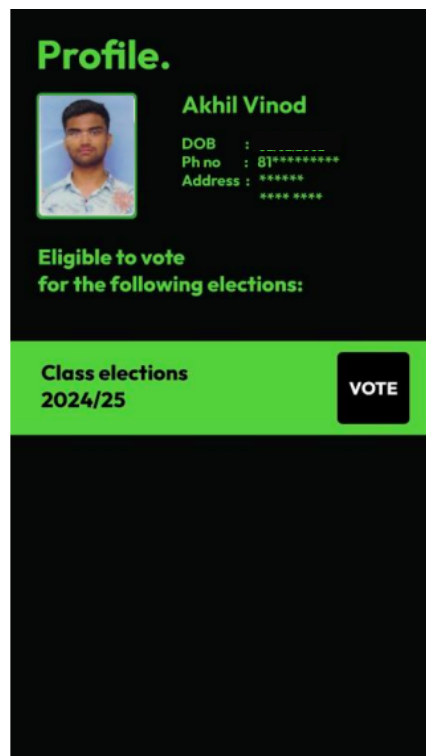 Profile.
Akhil Vinod
DOB :
Ph no : 81*********
Address : ******
**** ****
Eligible to vote
for the following elections:
Class elections
2024/25
VOTE